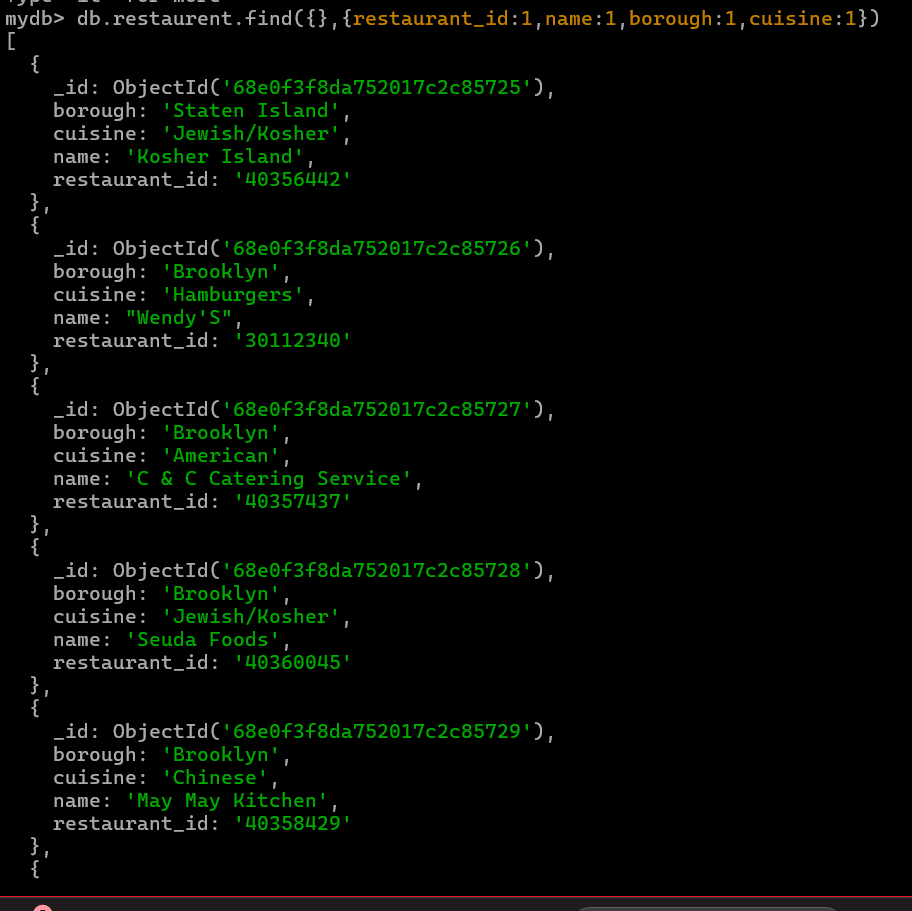 mydb> db.restaurent.find({},{restaurant_id:1,name:1,borough:1,cuisine:1})
[
  {
    _id: ObjectId('68e0f3f8da752017c2c85725'),
    borough: 'Staten Island',
    cuisine: 'Jewish/Kosher',
    name: 'Kosher Island',
    restaurant_id: '40356442'
  },
  {
    _id: ObjectId('68e0f3f8da752017c2c85726'),
    borough: 'Brooklyn',
    cuisine: 'Hamburgers',
    name: "Wendy'S",
    restaurant_id: '30112340'
  },
  {
    _id: ObjectId('68e0f3f8da752017c2c85727'),
    borough: 'Brooklyn',
    cuisine: 'American',
    name: 'C & C Catering Service',
    restaurant_id: '40357437'
  },
  {
    _id: ObjectId('68e0f3f8da752017c2c85728'),
    borough: 'Brooklyn',
    cuisine: 'Jewish/Kosher',
    name: 'Seuda Foods',
    restaurant_id: '40360045'
  },
  {
    _id: ObjectId('68e0f3f8da752017c2c85729'),
    borough: 'Brooklyn',
    cuisine: 'Chinese',
    name: 'May May Kitchen',
    restaurant_id: '40358429'
  },
  {